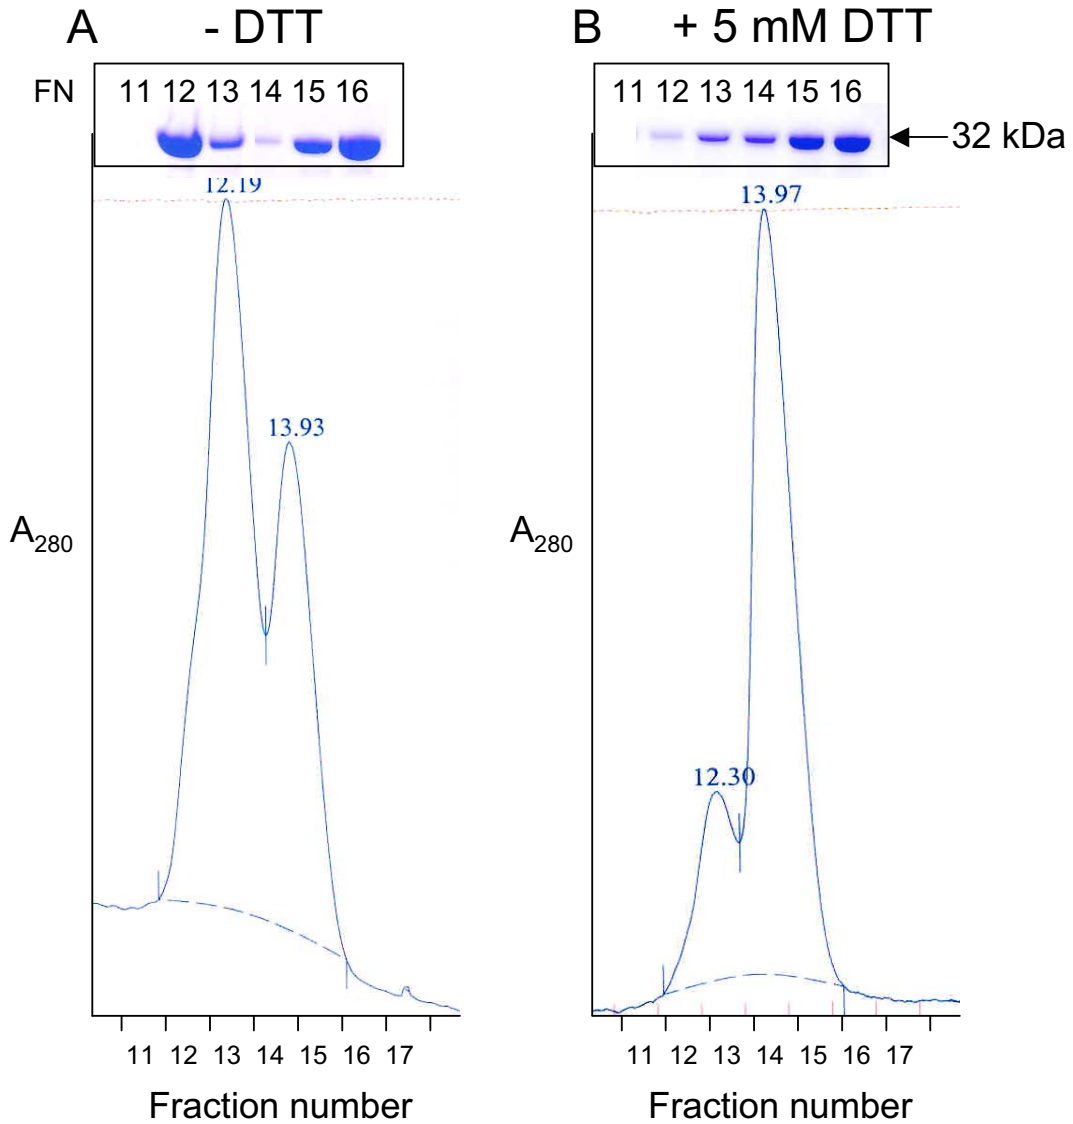 A - DTT
FN 11 12 13 14 15 16
12.19
13.93
A280
11 12 13 14 15 16 17
Fraction number
B + 5 mM DTT
11 12 13 14 15 16
32 kDa
13.97
12.30
A280
11 12 13 14 15 16 17
Fraction number